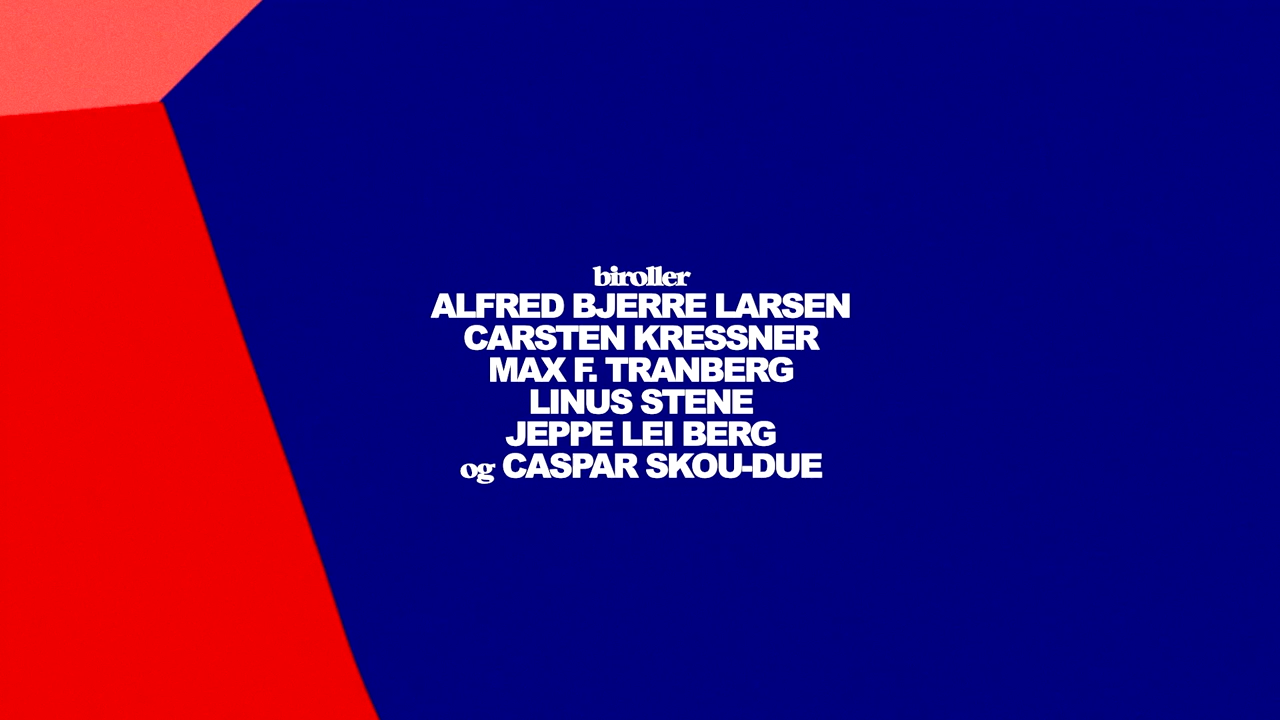 biroller
ALFRED BJERRE LARSEN
CARSTEN KRESSNER
MAX F. TRANBERG
LINUS STENE
JEPPE LEI BERG
og CASPAR SKOU-DUE